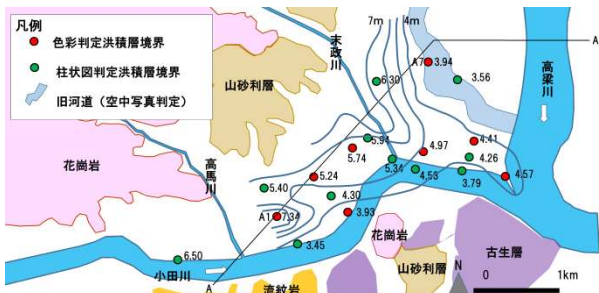 凡例
色彩判定洪積層境界
柱状図判定洪積層境界
旧河道（空中写真判定）
末政川
7m
4m
A
高梁川
A7
3.94
3.56
6.30
山砂利層
花崗岩
高馬川
5.94
5.74
4.97
4.41
4.26
5.34
4.53
3.79
4.57
5.24
5.40
4.30
A1
7.34
3.93
3.45
6.50
小田川
A
流紋岩
花崗岩
山砂利層
古生層
N
0
1km